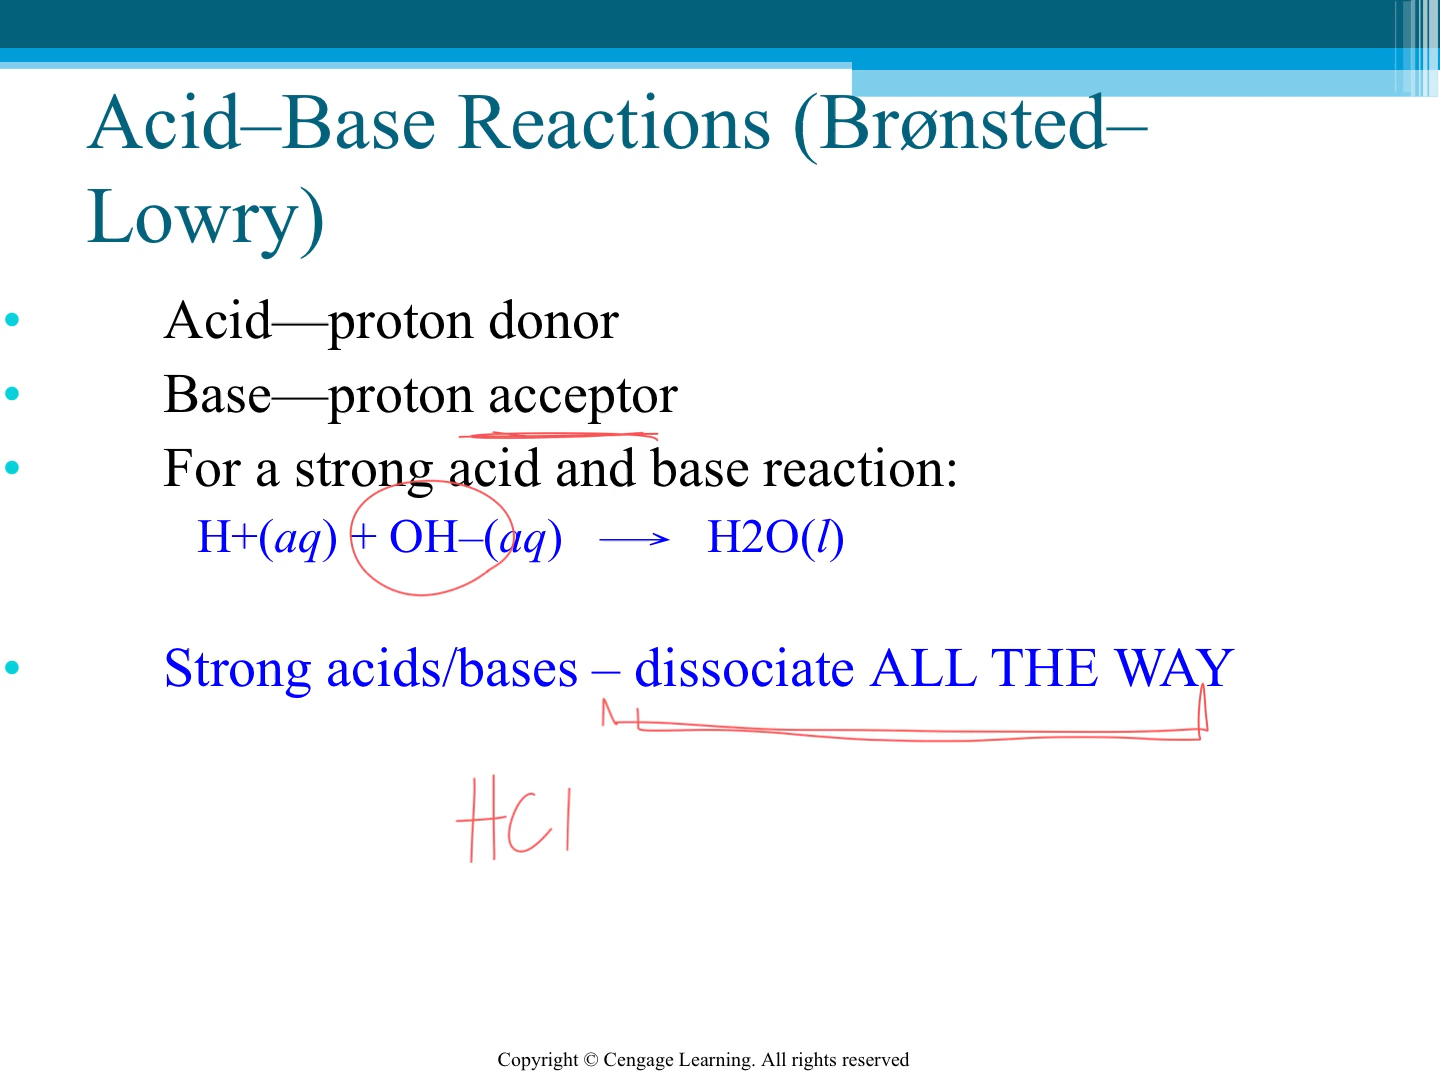 Acid–Base Reactions (Brønsted–
Lowry)
• Acid—proton donor
• Base—proton acceptor
• For a strong acid and base reaction:
H+(aq) + OH–(aq) ⟶ H2O(l)
• Strong acids/bases – dissociate ALL THE WAY
HCl
Copyright © Cengage Learning. All rights reserved